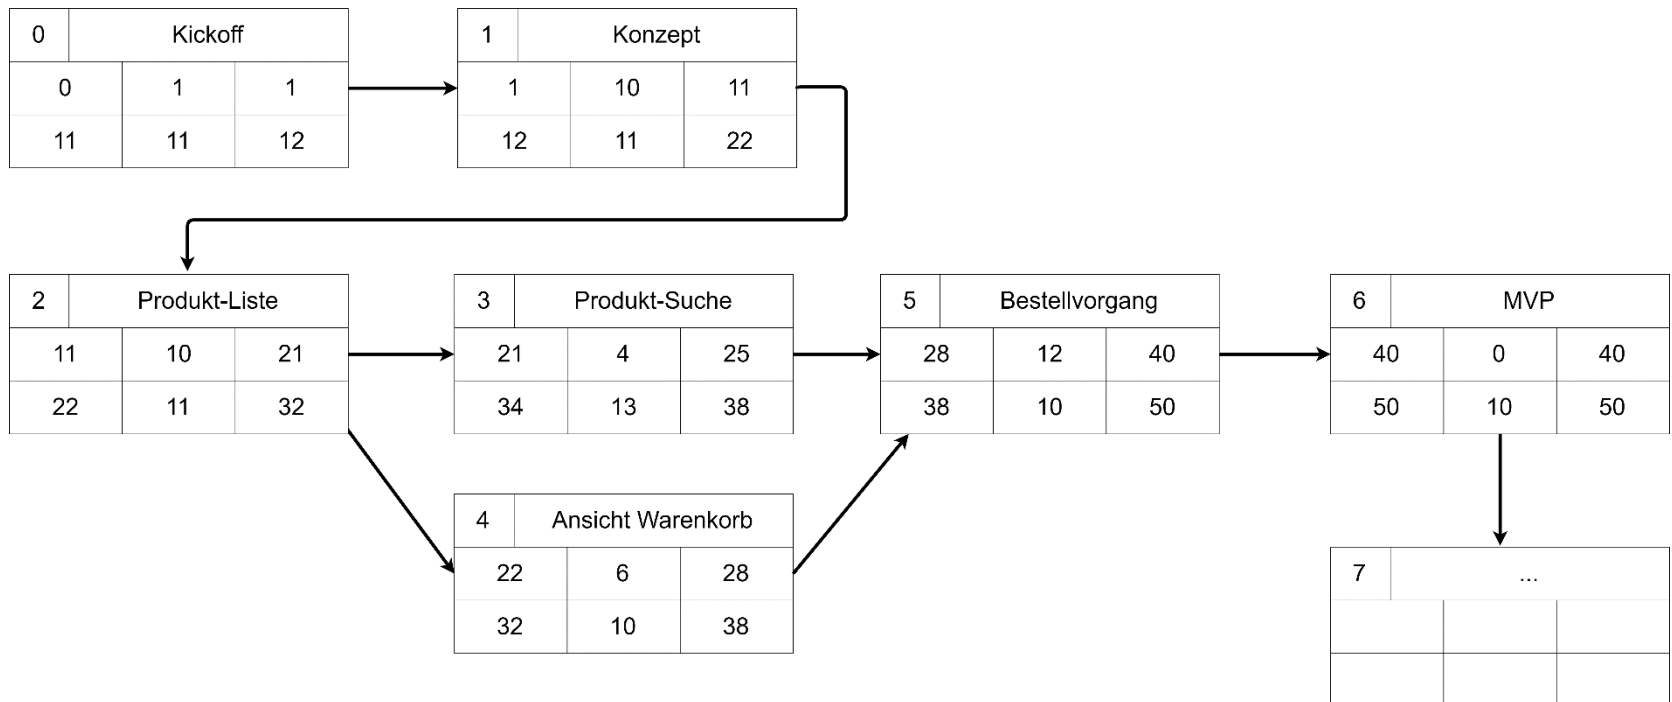 0 Kickoff
0 1 1
11 11 12
1 Konzept
1 10 11
12 11 22
2 Produkt-Liste
11 10 21
22 11 32
3 Produkt-Suche
21 4 25
34 13 38
4 Ansicht Warenkorb
22 6 28
32 10 38
5 Bestellvorgang
28 12 40
38 10 50
6 MVP
40 0 40
50 10 50
7 ...